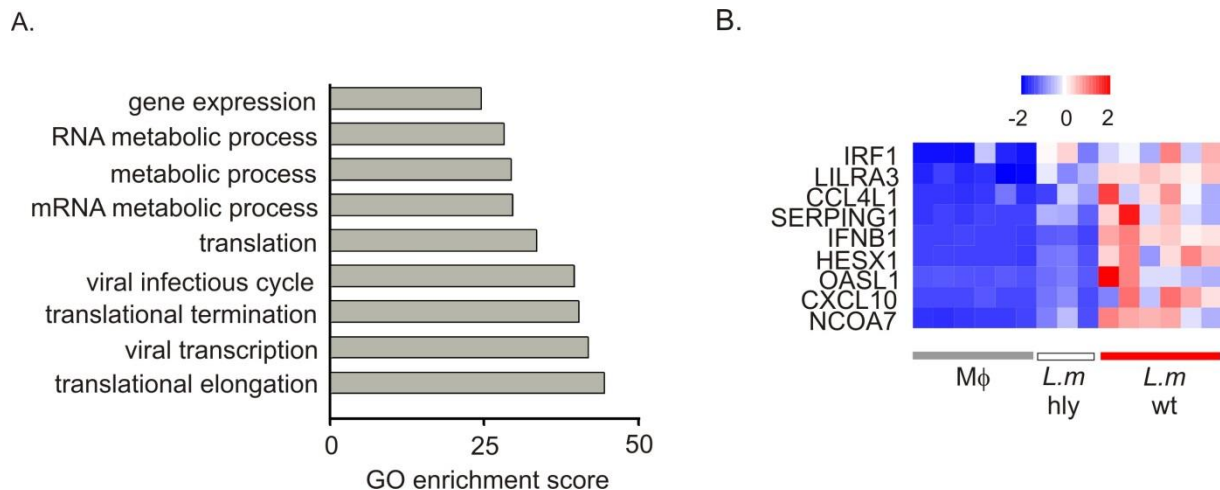 A.
gene expression
RNA metabolic process
metabolic process
mRNA metabolic process
translation
viral infectious cycle
translational termination
viral transcription
translational elongation
0 25 50
GO enrichment score
B.
-2 0 2
IRF1
LILRA3
CCL4L1
SERPING1
IFNB1
HESX1
OASL1
CXCL10
NCOA7
Mϕ L.m L.m
hly wt